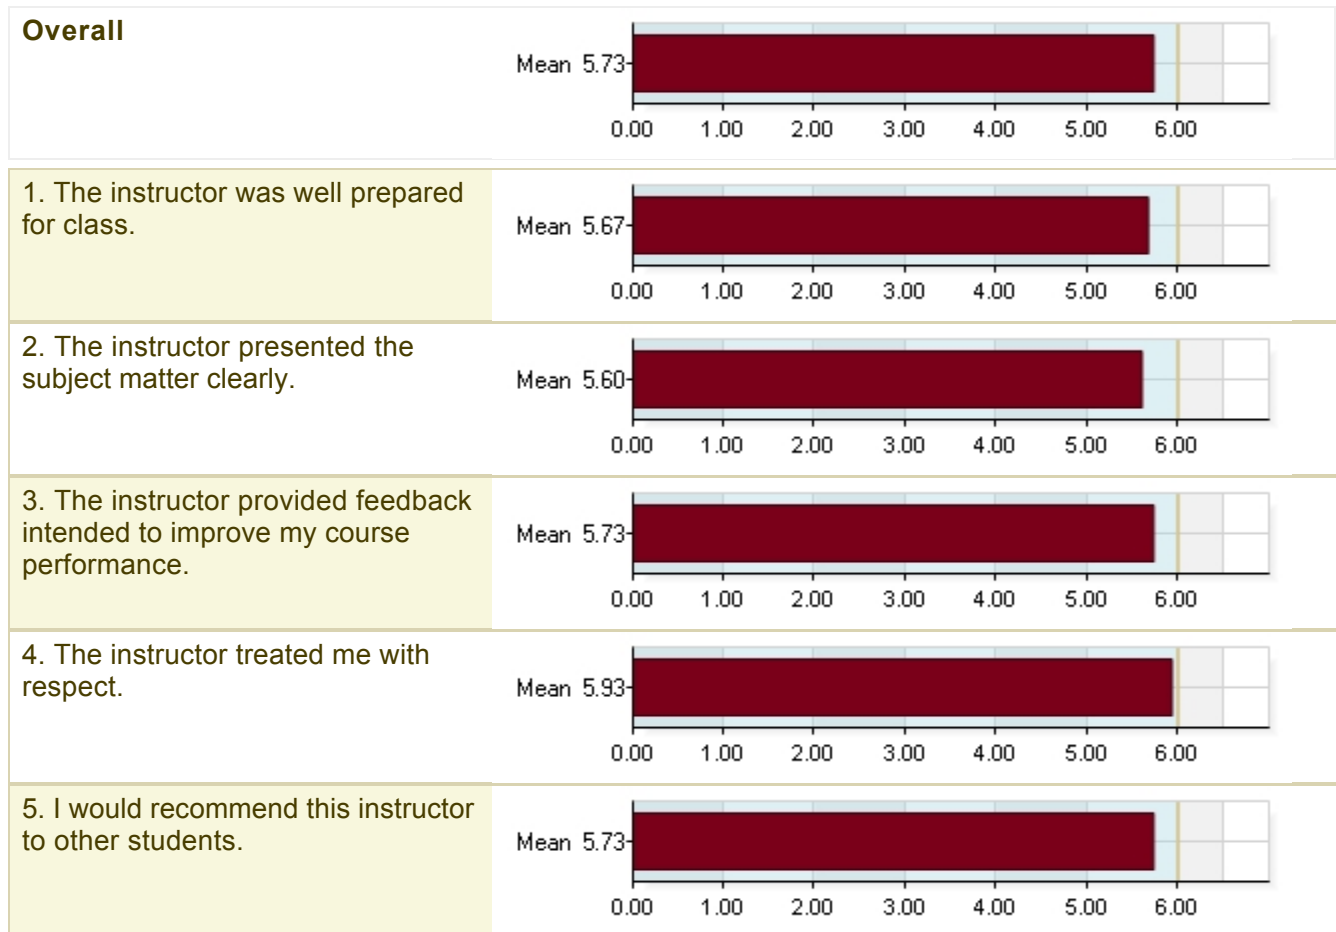 Overall
Mean 5.73
0.00 1.00 2.00 3.00 4.00 5.00 6.00
1. The instructor was well prepared
for class.
Mean 5.67
0.00 1.00 2.00 3.00 4.00 5.00 6.00
2. The instructor presented the
subject matter clearly.
Mean 5.60
0.00 1.00 2.00 3.00 4.00 5.00 6.00
3. The instructor provided feedback
intended to improve my course
performance.
Mean 5.73
0.00 1.00 2.00 3.00 4.00 5.00 6.00
4. The instructor treated me with
respect.
Mean 5.93
0.00 1.00 2.00 3.00 4.00 5.00 6.00
5. I would recommend this instructor
to other students.
Mean 5.73
0.00 1.00 2.00 3.00 4.00 5.00 6.00